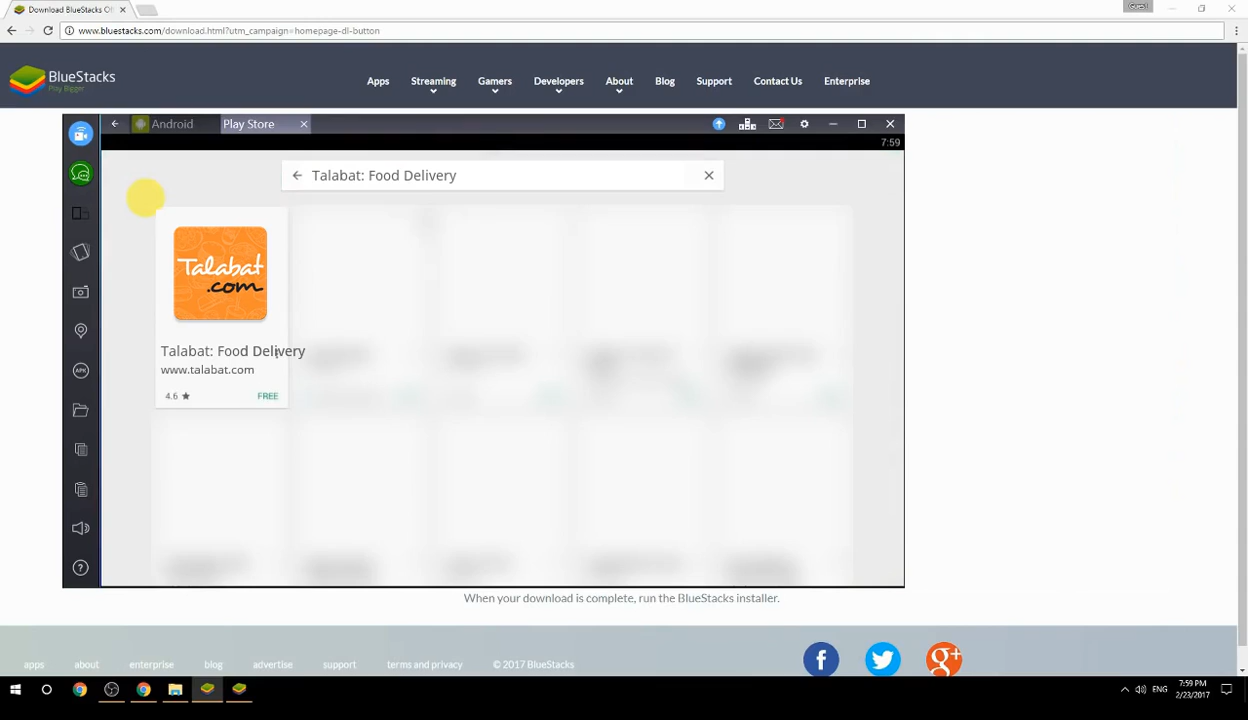 Download BlueStacks Of
Guest
www.bluestacks.com/download.html?utm_campaign=homepage-dl-button
BlueStacks
Play Bigger
Apps
Streaming
Gamers
Developers
About
Blog
Support
Contact Us
Enterprise
Android
Play Store
7:59
Talabat: Food Delivery
Talabat
.com
Talabat: Food Delivery
www.talabat.com
4.6
FREE
APK
When your download is complete, run the BlueStacks installer.
apps
about
enterprise
blog
advertise
support
terms and privacy
© 2017 BlueStacks
ENG
7:59 PM
2/23/2017